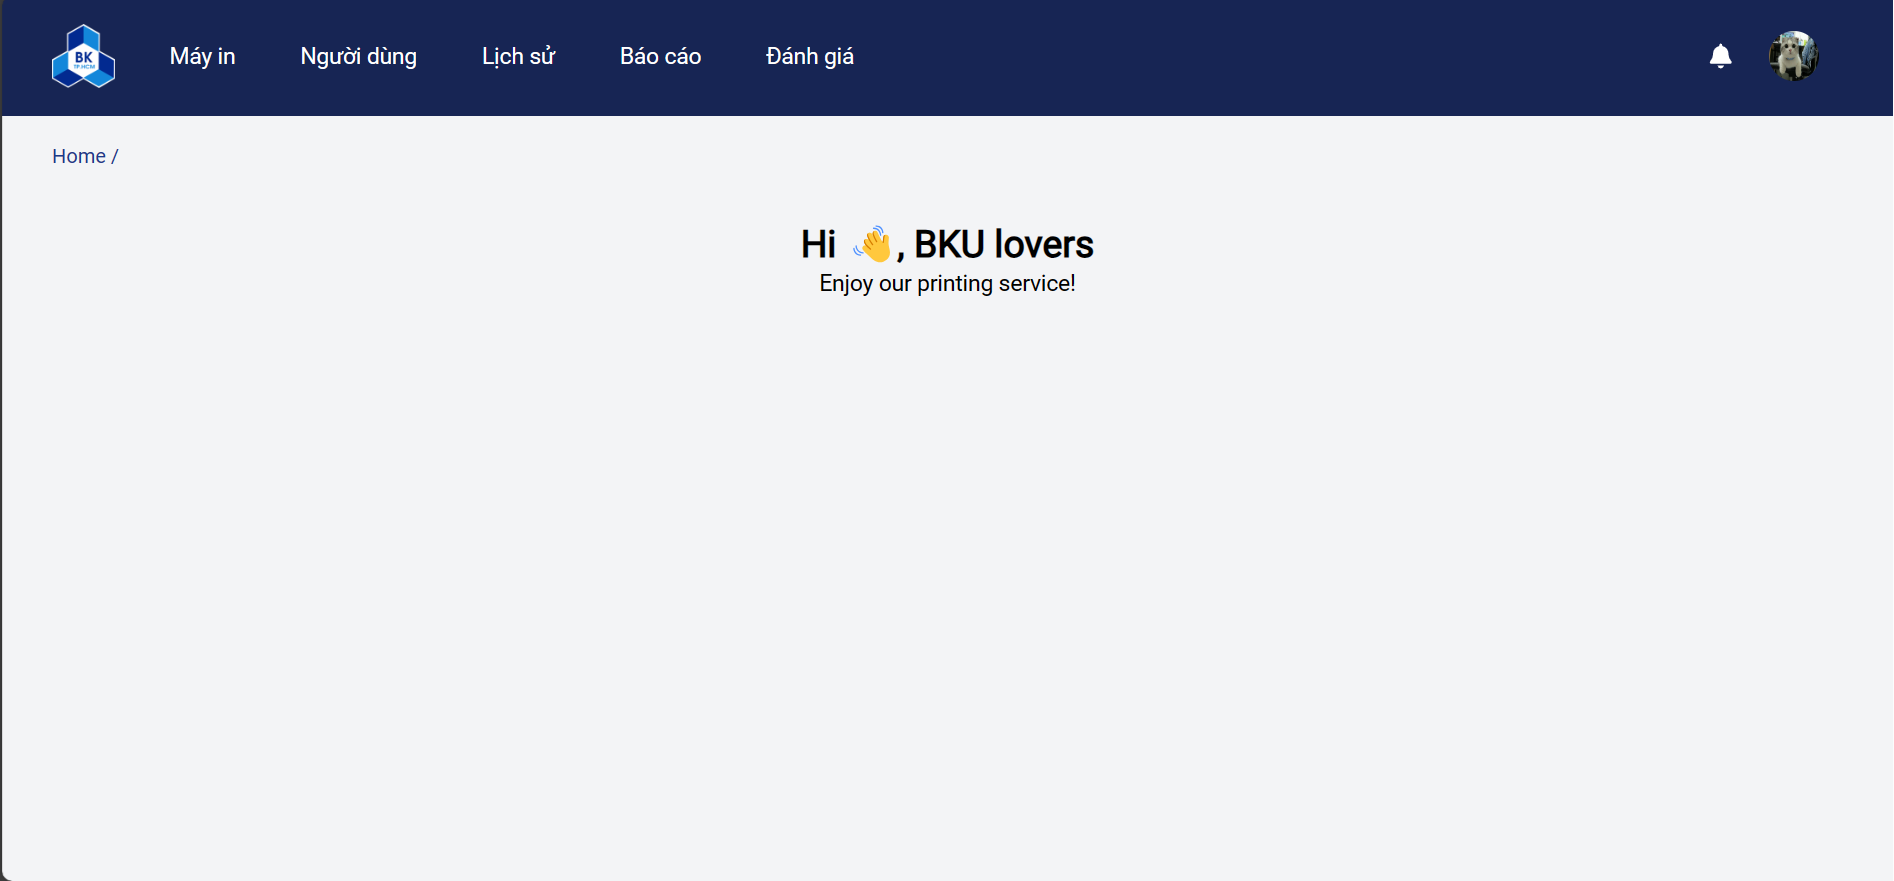 BK
TP.HCM
Máy in
Người dùng
Lịch sử
Báo cáo
Đánh giá
Home /
Hi 👋, BKU lovers
Enjoy our printing service!